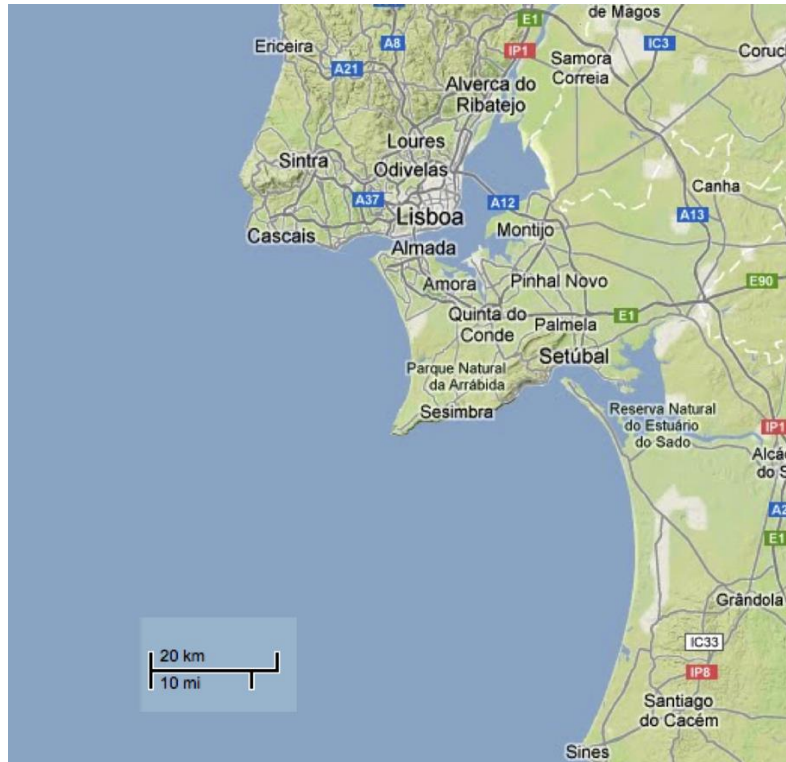 E1
de Magos
A8
Ericeira
IP1
IC3
Samora
Correia
A21
Alverca do
Ribatejo
Loures
Sintra
Odivelas
Canha
A37
A12
Lisboa
A13
Montijo
Cascais
Almada
Amora
Pinhal Novo
E90
Quinta do
Conde
E1
Palmela
Setúbal
Parque Natural
da Arrábida
Sesimbra
Reserva Natural
do Estuário
do Sado
IP1
do S
E1
Grândola
20 km
10 mi
IC33
IP8
Santiago
do Cacém
Sines